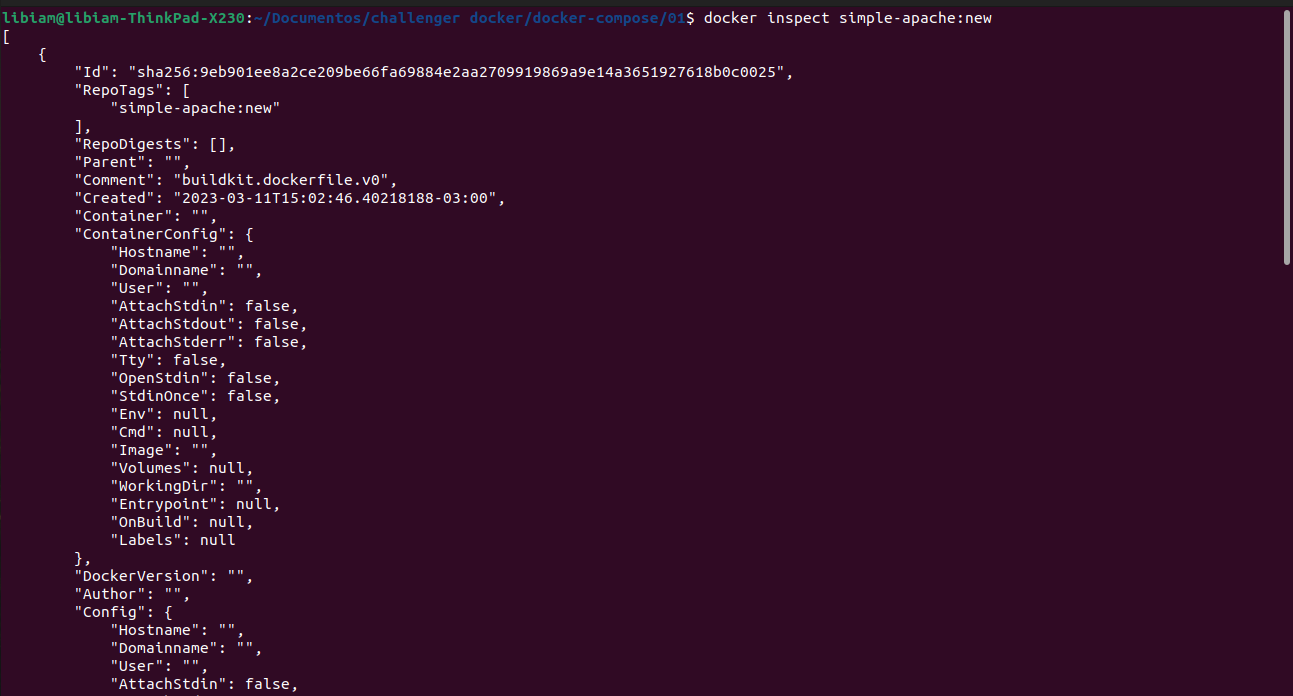 libiam@libiam-ThinkPad-X230:~/Documentos/challenger docker/docker-compose/01$ docker inspect simple-apache:new
[
    {
        "Id": "sha256:9eb901ee8a2ce209be66fa69884e2aa2709919869a9e14a3651927618b0c0025",
        "RepoTags": [
            "simple-apache:new"
        ],
        "RepoDigests": [],
        "Parent": "",
        "Comment": "buildkit.dockerfile.v0",
        "Created": "2023-03-11T15:02:46.40218188-03:00",
        "Container": "",
        "ContainerConfig": {
            "Hostname": "",
            "Domainname": "",
            "User": "",
            "AttachStdin": false,
            "AttachStdout": false,
            "AttachStderr": false,
            "Tty": false,
            "OpenStdin": false,
            "StdinOnce": false,
            "Env": null,
            "Cmd": null,
            "Image": "",
            "Volumes": null,
            "WorkingDir": "",
            "Entrypoint": null,
            "OnBuild": null,
            "Labels": null
        },
        "DockerVersion": "",
        "Author": "",
        "Config": {
            "Hostname": "",
            "Domainname": "",
            "User": "",
            "AttachStdin": false,